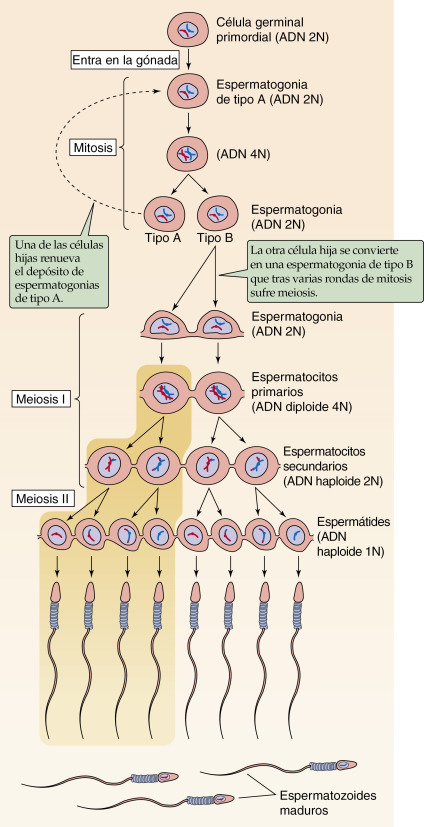 Célula germinal
primordial (ADN 2N)
Entra en la gónada
Espermatogonia
de tipo A (ADN 2N)
Mitosis
(ADN 4N)
Espermatogonia
(ADN 2N)
Tipo A
Tipo B
Una de las células
hijas renueva
el depósito de
espermatogonias
de tipo A.
La otra célula hija se convierte
en una espermatogonia de tipo B
que tras varias rondas de mitosis
sufre meiosis.
Espermatogonia
(ADN 2N)
Meiosis I
Espermatocitos
primarios
(ADN diploide 4N)
Espermatocitos
secundarios
(ADN haploide 2N)
Meiosis II
Espermátides
(ADN
haploide 1N)
Espermatozoides
maduros